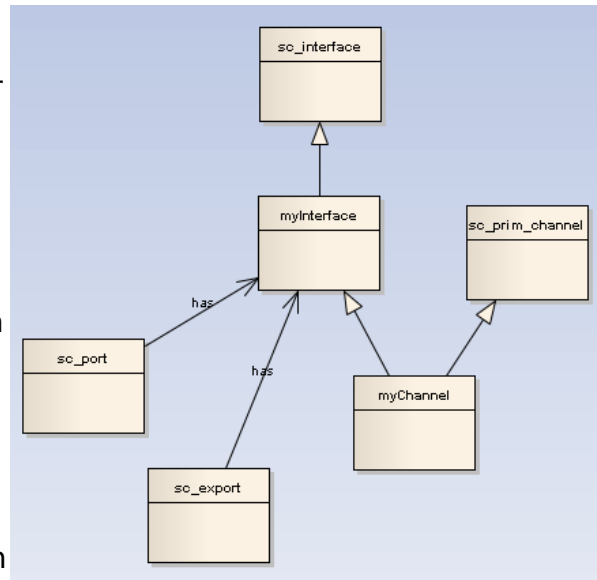 sc_interface
myInterface
sc_prim_channel
has
sc_port
has
myChannel
sc_export